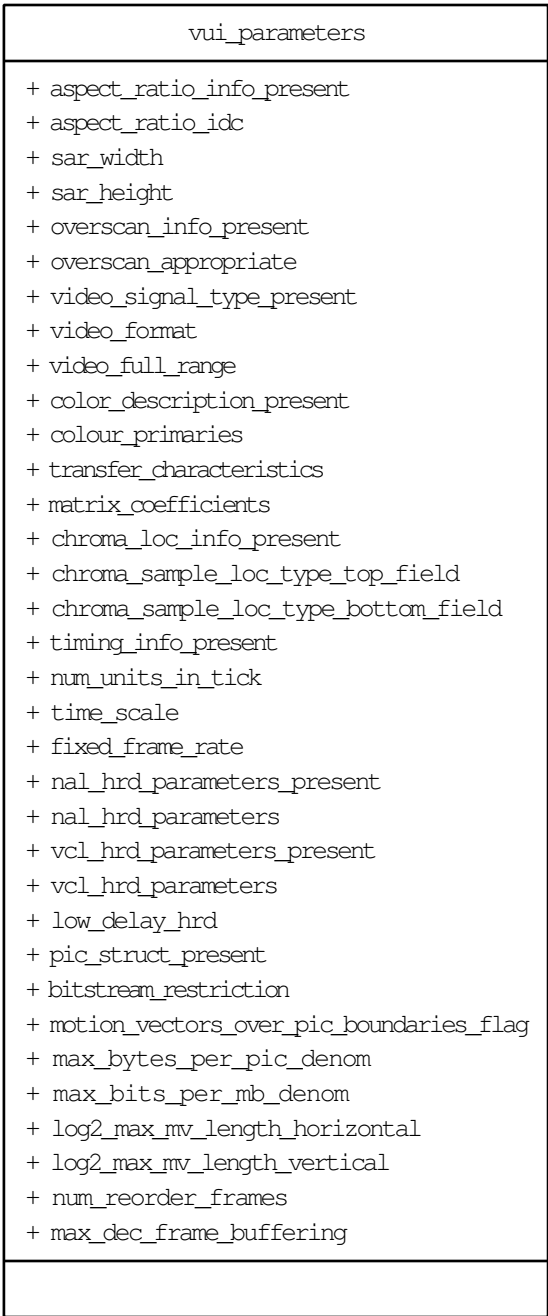 vui_parameters
+ aspect_ratio_info_present
+ aspect_ratio_idc
+ sar_width
+ sar_height
+ overscan_info_present
+ overscan_appropriate
+ video_signal_type_present
+ video_format
+ video_full_range
+ color_description_present
+ colour_primaries
+ transfer_characteristics
+ matrix_coefficients
+ chroma_loc_info_present
+ chroma_sample_loc_type_top_field
+ chroma_sample_loc_type_bottom_field
+ timing_info_present
+ num_units_in_tick
+ time_scale
+ fixed_frame_rate
+ nal_hrd_parameters_present
+ nal_hrd_parameters
+ vcl_hrd_parameters_present
+ vcl_hrd_parameters
+ low_delay_hrd
+ pic_struct_present
+ bitstream_restriction
+ motion_vectors_over_pic_boundaries_flag
+ max_bytes_per_pic_denom
+ max_bits_per_mb_denom
+ log2_max_mv_length_horizontal
+ log2_max_mv_length_vertical
+ num_reorder_frames
+ max_dec_frame_buffering